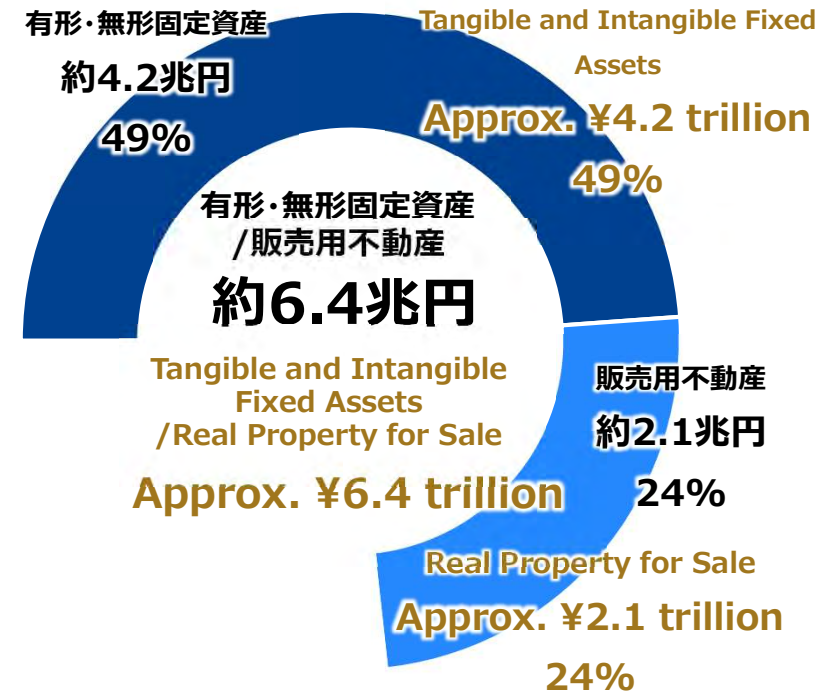 有形・無形固定資産
約4.2兆円
49%
Tangible and Intangible Fixed
Assets
Approx. ¥4.2 trillion
49%
有形・無形固定資産
/販売用不動産
約6.4兆円
Tangible and Intangible
Fixed Assets
/Real Property for Sale
Approx. ¥6.4 trillion
販売用不動産
約2.1兆円
24%
Real Property for Sale
Approx. ¥2.1 trillion
24%